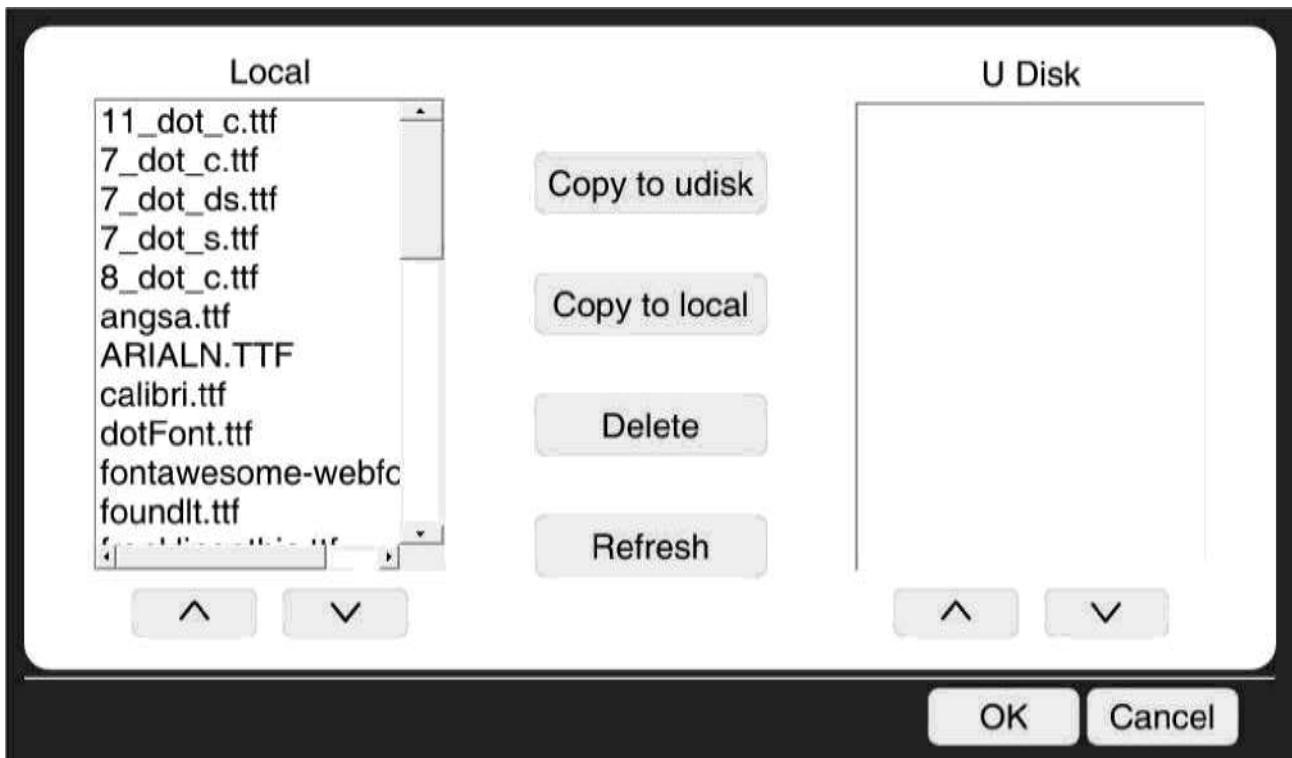 Local
11_dot_c.ttf
7_dot_c.ttf
7_dot_ds.ttf
7_dot_s.ttf
8_dot_c.ttf
angsa.ttf
ARIALN.TTF
calibri.ttf
dotFont.ttf
fontawesome-webfo
foundlt.ttf
Copy to udisk
Copy to local
Delete
Refresh
U Disk
OK
Cancel